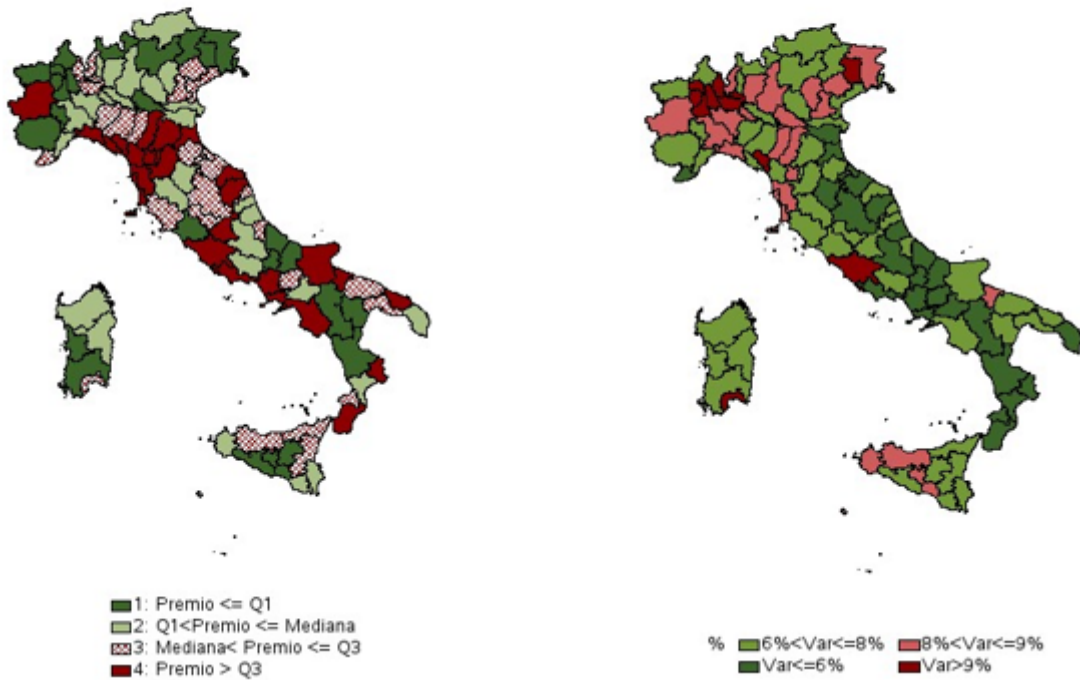 1: Premio <= Q1
2: Q1<Premio <= Mediana
3: Mediana< Premio <= Q3
4: Premio > Q3
% 6%<Var<=8% 8%<Var<=9%
Var<=6% Var>9%